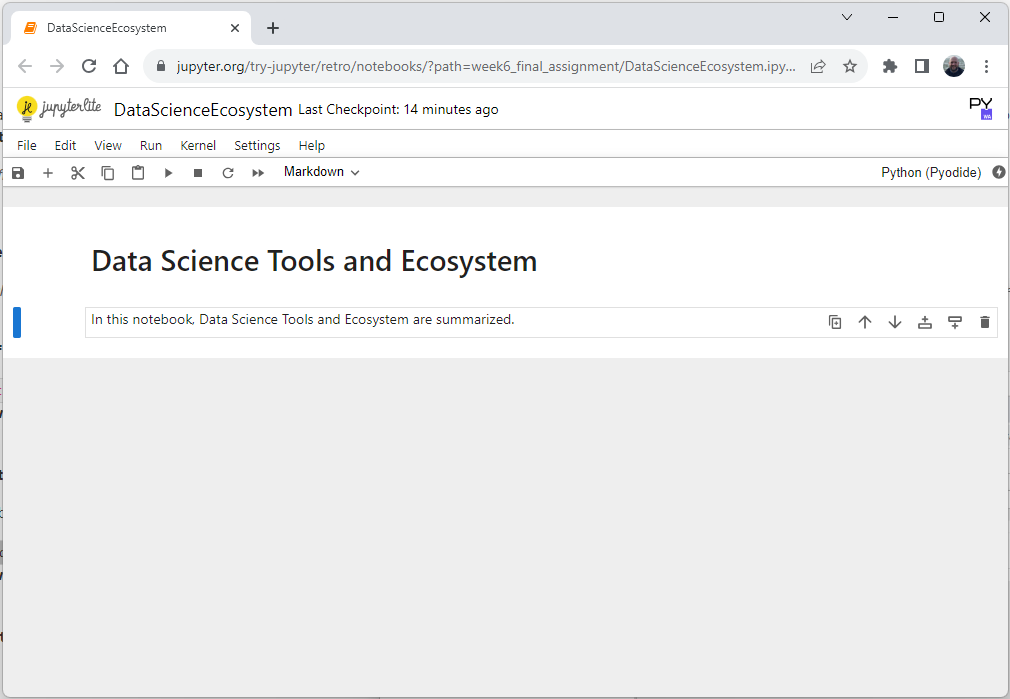 DataScienceEcosystem
jupyter.org/try-jupyter/retro/notebooks/?path=week6_final_assignment/DataScienceEcosystem.ipy...
jupyterlite DataScienceEcosystem Last Checkpoint: 14 minutes ago PY WA
File Edit View Run Kernel Settings Help
Markdown Python (Pyodide)
Data Science Tools and Ecosystem
In this notebook, Data Science Tools and Ecosystem are summarized.